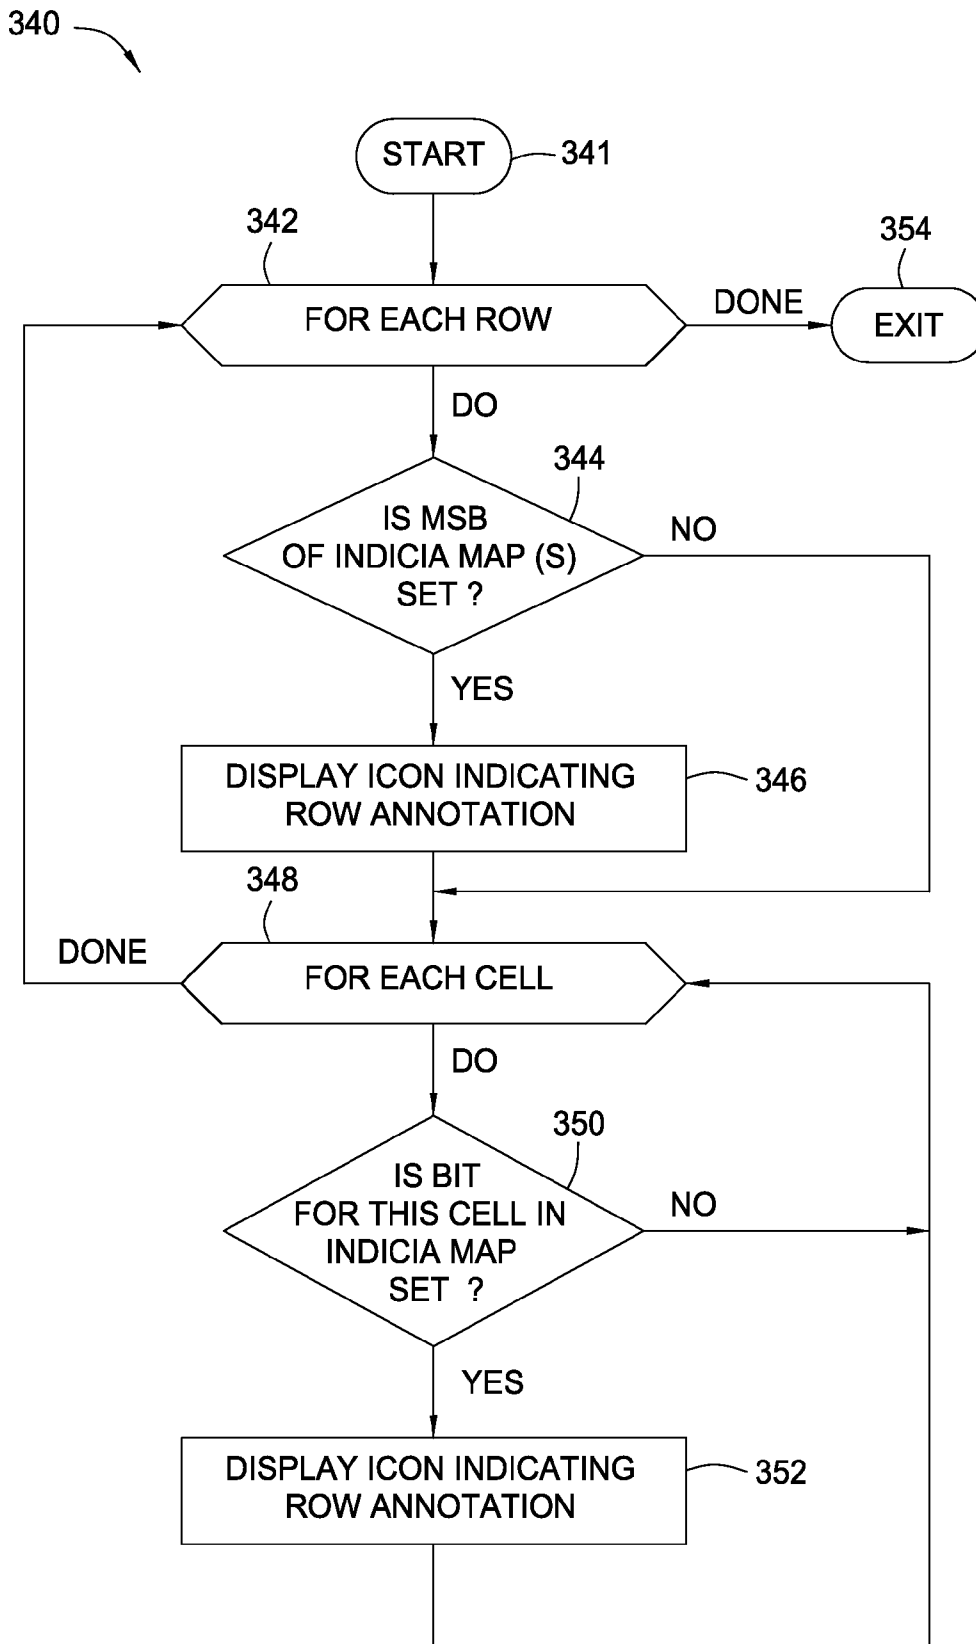 340
START
341
342
354
FOR EACH ROW
DONE
EXIT
DO
344
IS MSB
OF INDICIA MAP (S)
SET ?
NO
YES
DISPLAY ICON INDICATING
ROW ANNOTATION
346
348
DONE
FOR EACH CELL
DO
350
IS BIT
FOR THIS CELL IN
INDICIA MAP
SET ?
NO
YES
DISPLAY ICON INDICATING
ROW ANNOTATION
352